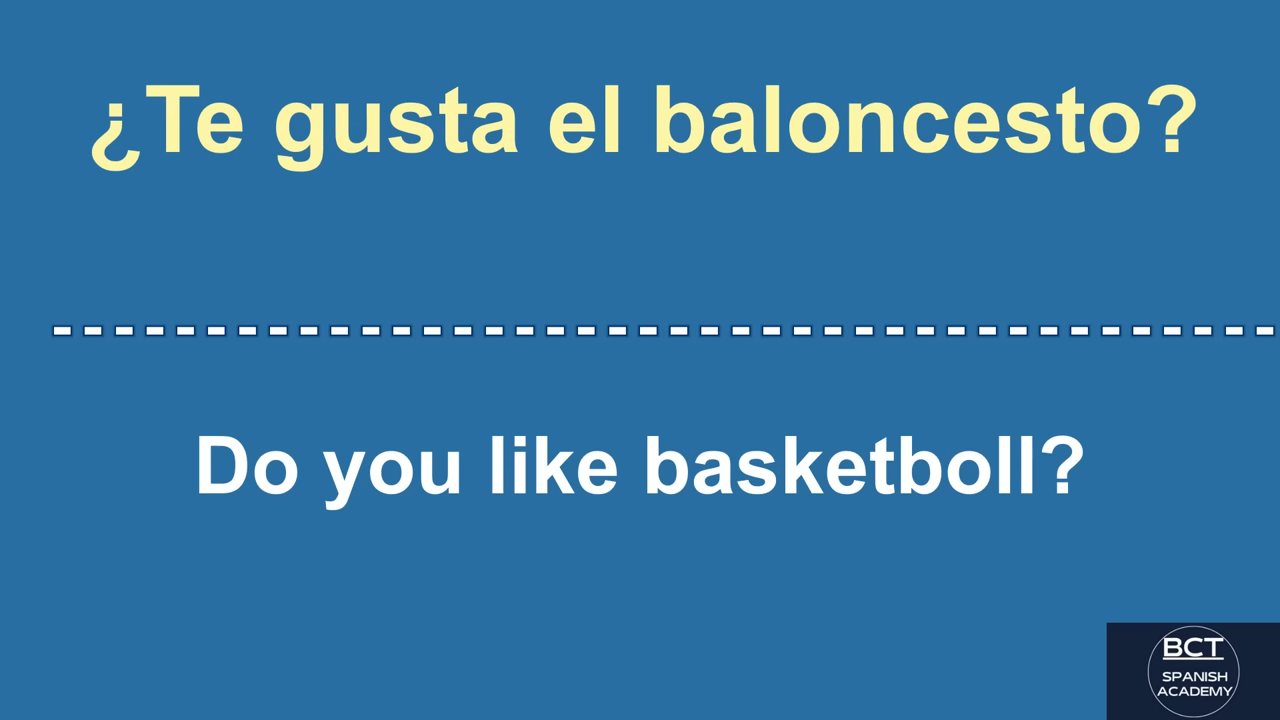 ¿Te gusta el baloncesto?
Do you like basketboll?
BCT
SPANISH
ACADEMY